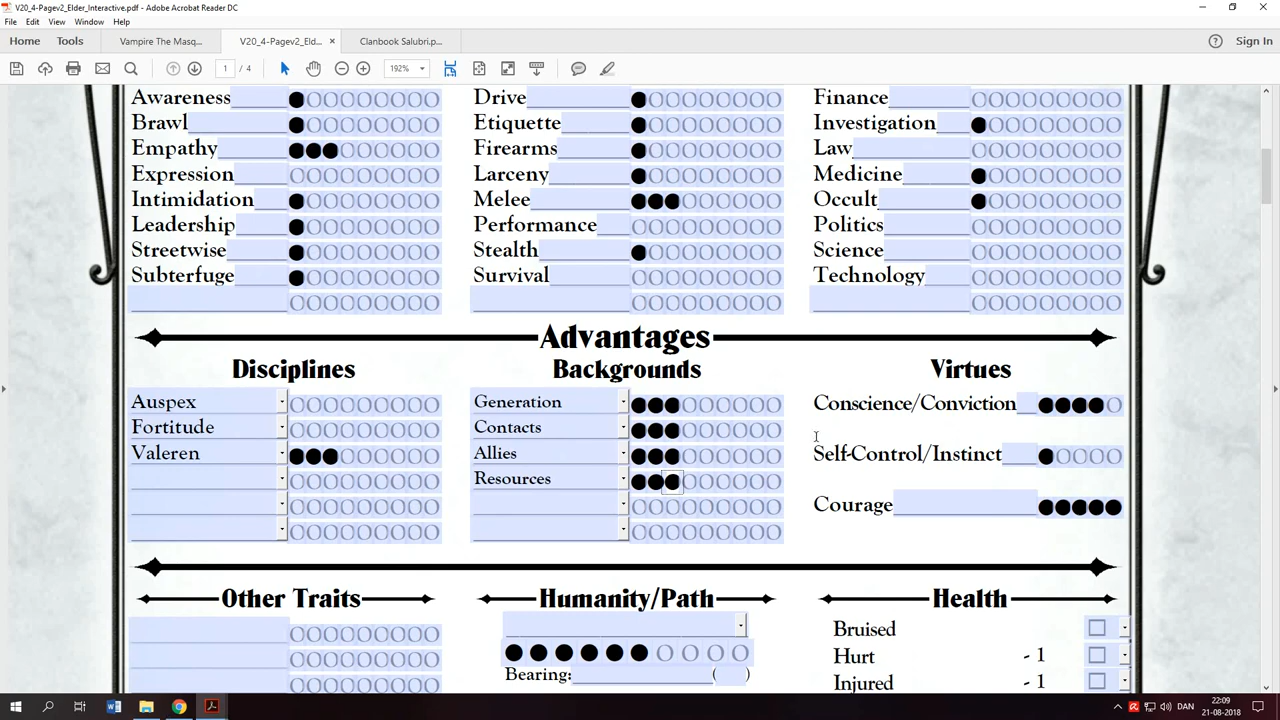 V20_4-Pagev2_Elder_Interactive.pdf - Adobe Acrobat Reader DC
File Edit View Window Help
Home Tools Vampire The Masq... V20_4-Pagev2_Eld... × Clanbook Salubri.p... ? Sign In
1 / 4 192%
Awareness Drive Finance
Brawl Etiquette Investigation
Empathy Firearms Law
Expression Larceny Medicine
Intimidation Melee Occult
Leadership Performance Politics
Streetwise Stealth Science
Subterfuge Survival Technology
Advantages
Disciplines Backgrounds Virtues
Auspex Generation Conscience/Conviction
Fortitude Contacts
Valeren Allies Self-Control/Instinct
Resources
Courage
Other Traits Humanity/Path Health
Bruised
Hurt - 1
Bearing: ( )
Injured - 1
DAN 22:09
21-08-2018